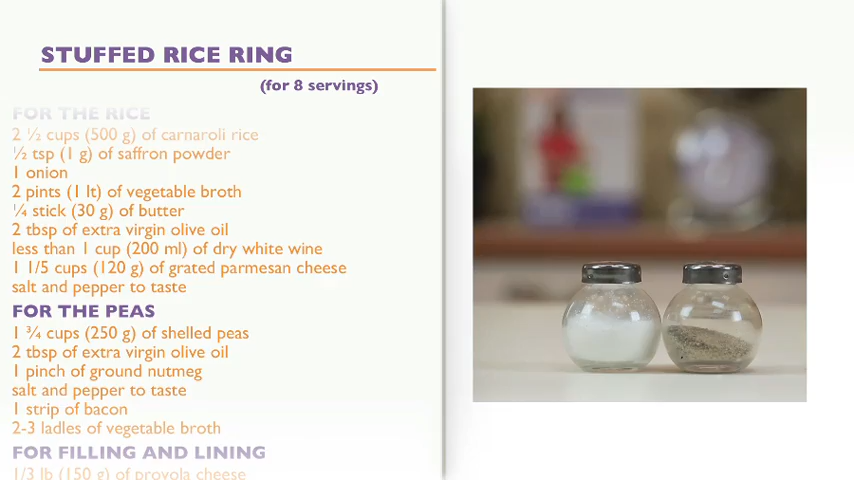 STUFFED RICE RING
(for 8 servings)
FOR THE RICE
2 ½ cups (500 g) of carnaroli rice
½ tsp (1 g) of saffron powder
1 onion
2 pints (1 lt) of vegetable broth
¼ stick (30 g) of butter
2 tbsp of extra virgin olive oil
less than 1 cup (200 ml) of dry white wine
1 1/5 cups (120 g) of grated parmesan cheese
salt and pepper to taste
FOR THE PEAS
1 ¾ cups (250 g) of shelled peas
2 tbsp of extra virgin olive oil
1 pinch of ground nutmeg
salt and pepper to taste
1 strip of bacon
2-3 ladles of vegetable broth
FOR FILLING AND LINING
1/3 lb (150 g) of provola cheese